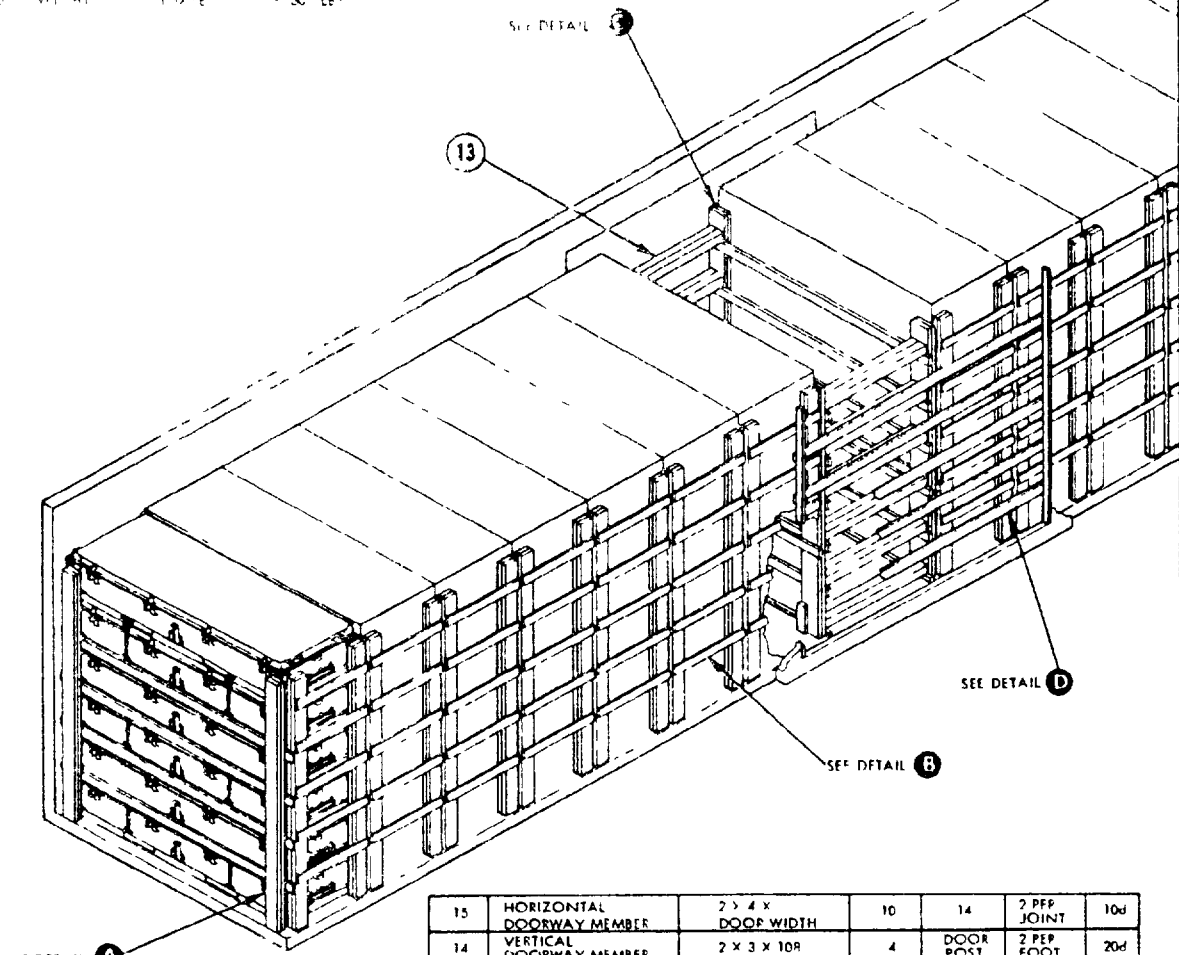 SEE DETAIL
13
SEE DETAIL D
SEE DETAIL B
15 HORIZONTAL DOORWAY MEMBER 2 X 4 X DOOR WIDTH 10 14 2 PER JOINT 10d
14 VERTICAL DOORWAY MEMBER 2 X 3 X 108 4 DOOR POST 2 PER FOOT 20d